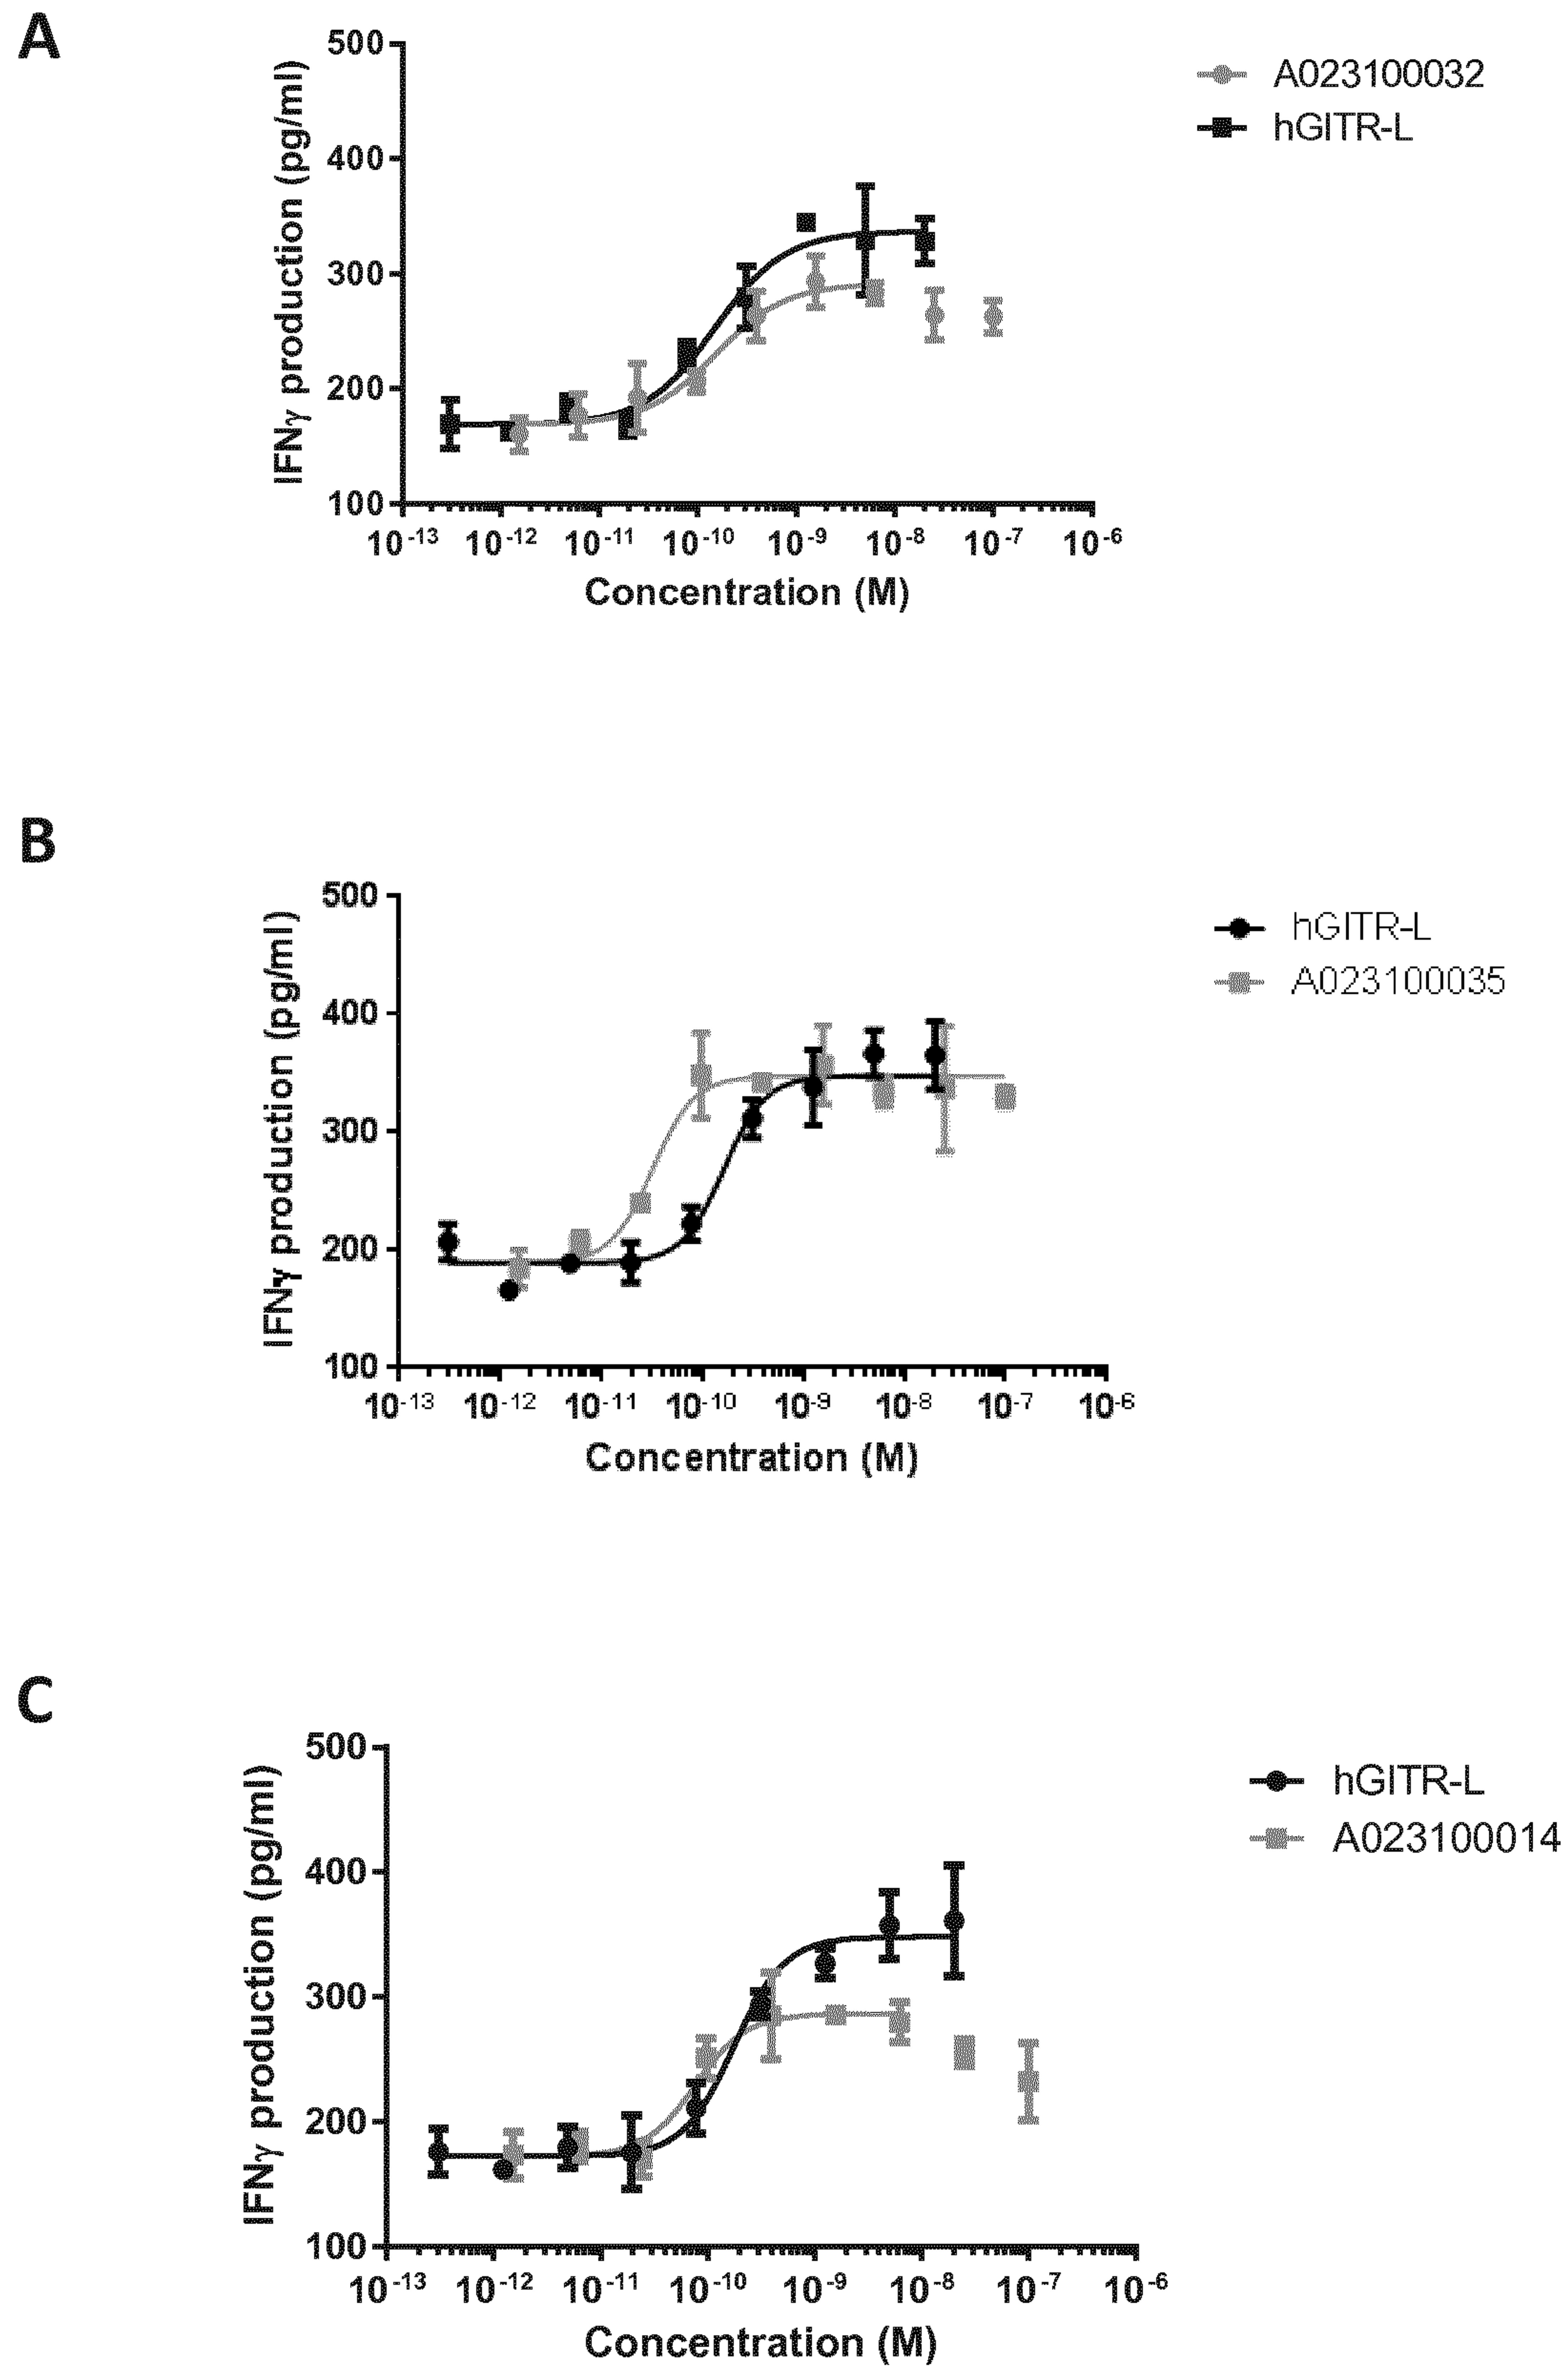 A
A023100032
hGITR-L
IFNγ production (pg/ml)
500
400
300
200
100
10-13 10-12 10-11 10-10 10-9 10-8 10-7 10-6
Concentration (M)
B
hGITR-L
A023100035
IFNγ production (pg/ml)
500
400
300
200
100
10-13 10-12 10-11 10-10 10-9 10-8 10-7 10-6
Concentration (M)
C
hGITR-L
A023100014
IFNγ production (pg/ml)
500
400
300
200
100
10-13 10-12 10-11 10-10 10-9 10-8 10-7 10-6
Concentration (M)